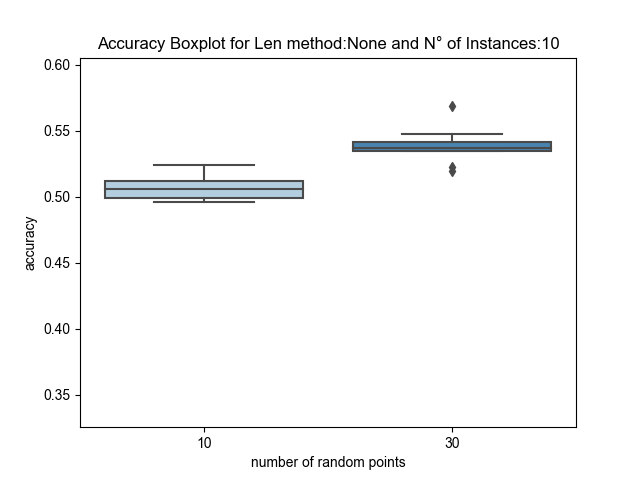 Accuracy Boxplot for Len method:None and N° of Instances:10
0.60
0.55
0.50
0.45
0.40
0.35
accuracy
10
30
number of random points